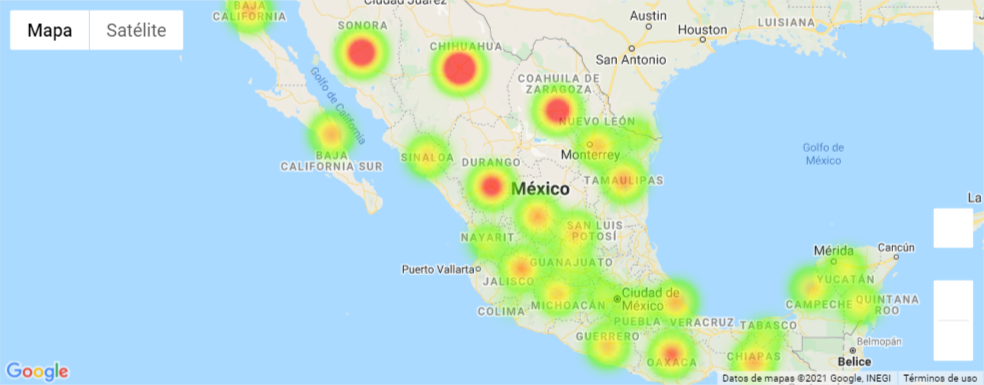 Mapa
Satélite
BAJA
CALIFORNIA
SONORA
Ciudad Juárez
CHIHUAHUA
Austin
Houston
San Antonio
LUISIANA
COAHUILA DE
ZARAGOZA
NUEVO LEÓN
Golfo de California
BAJA
CALIFORNIA SUR
SINALOA
DURANGO
Monterrey
México
TAMAULIPAS
Golfo de
México
La
SAN LUIS
POTOSÍ
NAYARIT
Puerto Vallarta
JALISCO
GUANAJUATO
COLIMA
MICHOACÁN
Ciudad de
México
PUEBLA
VERACRUZ
GUERRERO
OAXACA
TABASCO
CHIAPAS
Mérida
Cancún
YUCATÁN
CAMPECHE
QUINTANA
ROO
Belmopán
Belice
Google
Datos de mapas ©2021 Google, INEGI
Términos de uso